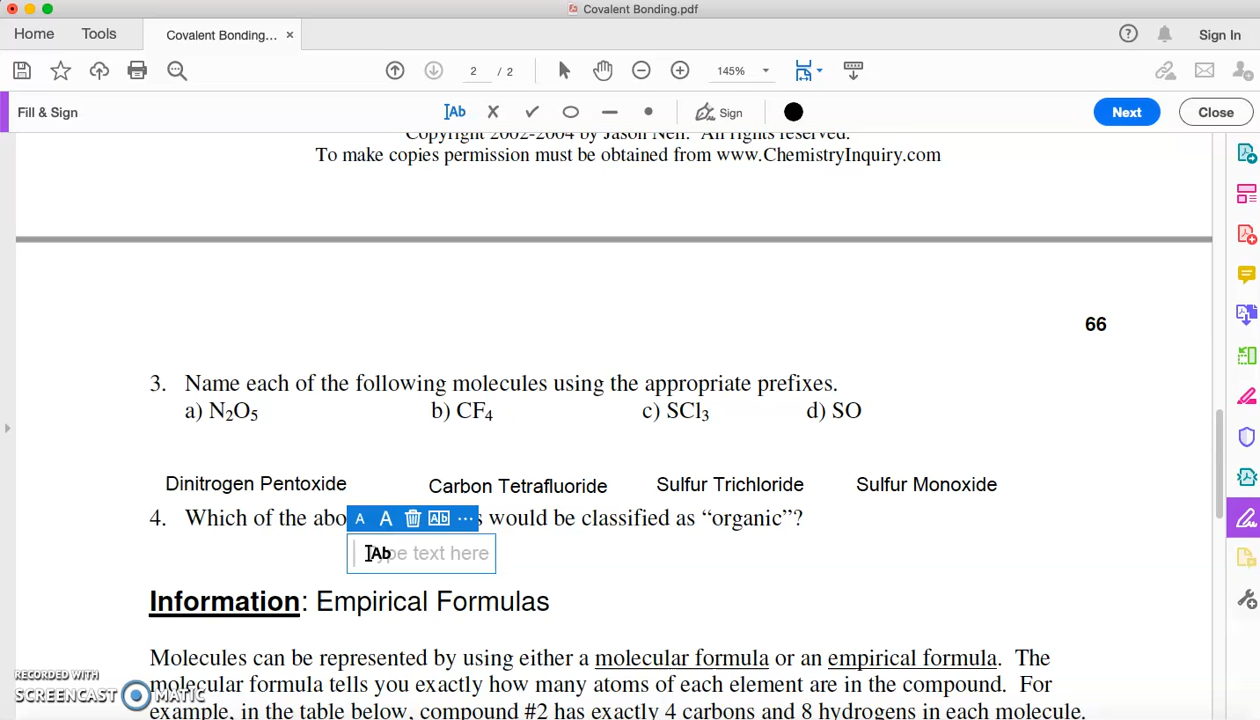 Covalent Bonding.pdf
Home Tools Covalent Bonding... × Sign In
2 / 2 145%
Fill & Sign Ab Sign Next Close
Copyright 2002-2004 by Jason Neil. All rights reserved.
To make copies permission must be obtained from www.ChemistryInquiry.com
66
3. Name each of the following molecules using the appropriate prefixes.
a) N₂O₅ b) CF₄ c) SCl₃ d) SO
Dinitrogen Pentoxide Carbon Tetrafluoride Sulfur Trichloride Sulfur Monoxide
4. Which of the abo A A Ab ... s would be classified as “organic”?
Ab pe text here
Information: Empirical Formulas
Molecules can be represented by using either a molecular formula or an empirical formula. The
RECORDED WITH
SCREENCAST MATIC
molecular formula tells you exactly how many atoms of each element are in the compound. For
example, in the table below, compound #2 has exactly 4 carbons and 8 hydrogens in each molecule.